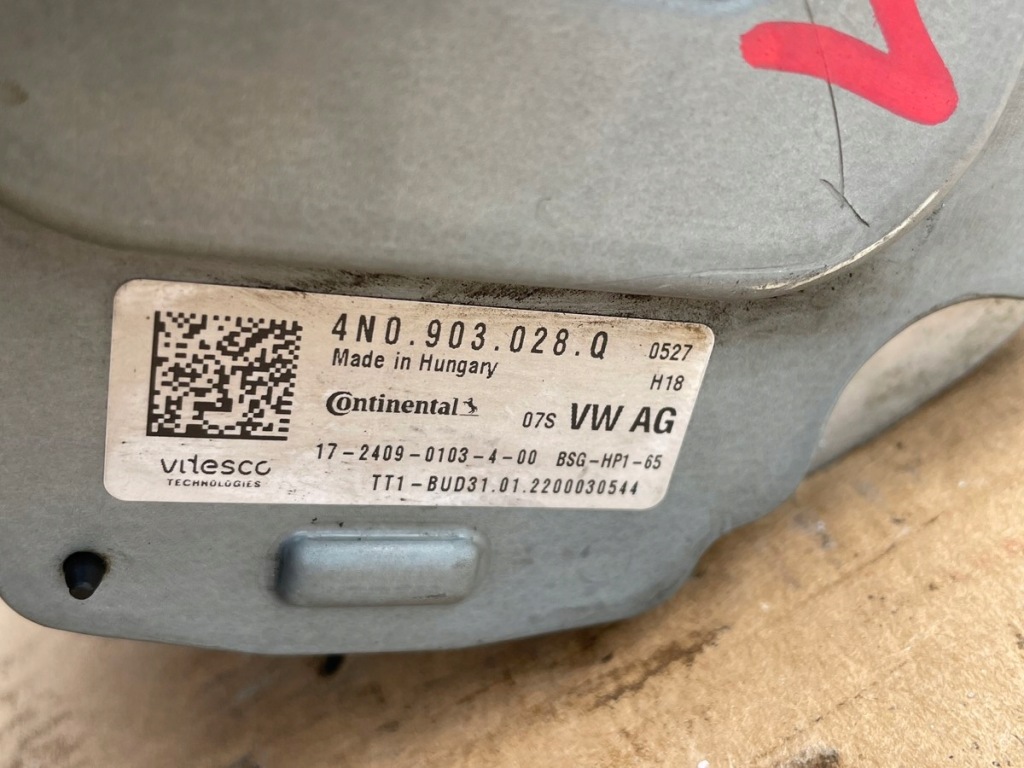 4N0.903.028.Q 0527
Made in Hungary H18
Continental 07S VW AG
17-2409-0103-4-00 BSG-HP1-65
vitesco
TECHNOLOGIES
TT1-BUD31.01.2200030544